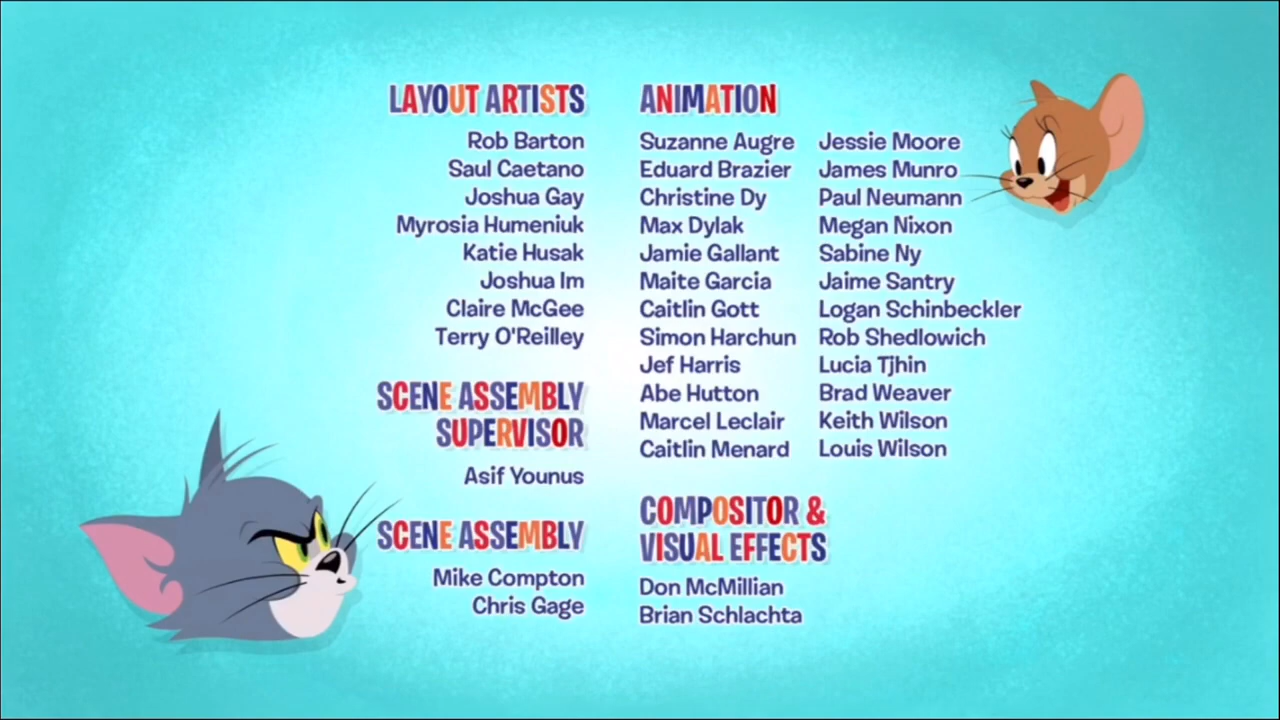 LAYOUT ARTISTS
Rob Barton
Saul Caetano
Joshua Gay
Myrosia Humeniuk
Katie Husak
Joshua Im
Claire McGee
Terry O'Reilley
SCENE ASSEMBLY
SUPERVISOR
Asif Younus
SCENE ASSEMBLY
Mike Compton
Chris Gage
ANIMATION
Suzanne Augre
Eduard Brazier
Christine Dy
Max Dylak
Jamie Gallant
Maite Garcia
Caitlin Gott
Simon Harchun
Jef Harris
Abe Hutton
Marcel Leclair
Caitlin Menard
Jessie Moore
James Munro
Paul Neumann
Megan Nixon
Sabine Ny
Jaime Santry
Logan Schinbeckler
Rob Shedlowich
Lucia Tjhin
Brad Weaver
Keith Wilson
Louis Wilson
COMPOSITOR &
VISUAL EFFECTS
Don McMillian
Brian Schlachta